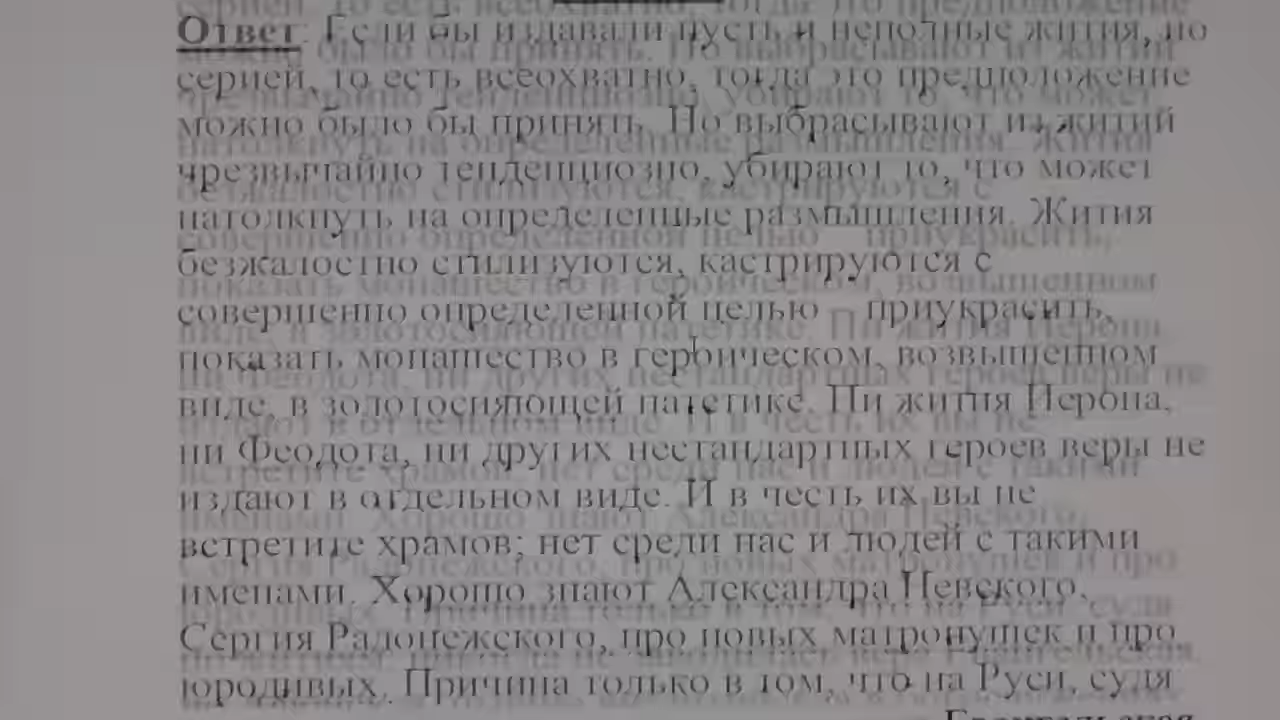 Ответ. Если бы издавали пусть и неполные жития, но
серией, то есть всеохватно, тогда это предположение
можно было бы принять. Но выбрасывают из житий
чрезвычайно тенденциозно, убирают то, что может
натолкнуть на определенные размышления. Жития
безжалостно стилизуются, кастрируются с
совершенно определенной целью приукрасить,
показать монашество в героическом, возвышенном
виде, в золотосияющей патетике. Ни жития Иерона,
ни Феодота, ни других нестандартных героев веры не
издают в отдельном виде. И в честь их вы не
встретите храмов; нет среди нас и людей с такими
именами. Хорошо знают Александра Невского,
Сергия Радонежского, про новых матронушек и про
юродивых. Причина только в том, что на Руси, судя